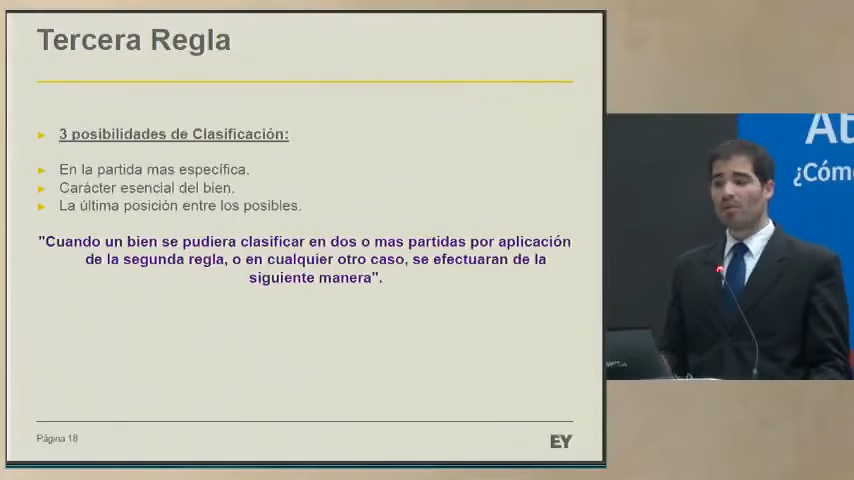 Tercera Regla
3 posibilidades de Clasificación:
En la partida mas específica.
Carácter esencial del bien.
La última posición entre los posibles.
"Cuando un bien se pudiera clasificar en dos o mas partidas por aplicación
de la segunda regla, o en cualquier otro caso, se efectuaran de la
siguiente manera".
Página 18
EY
¿Cómo